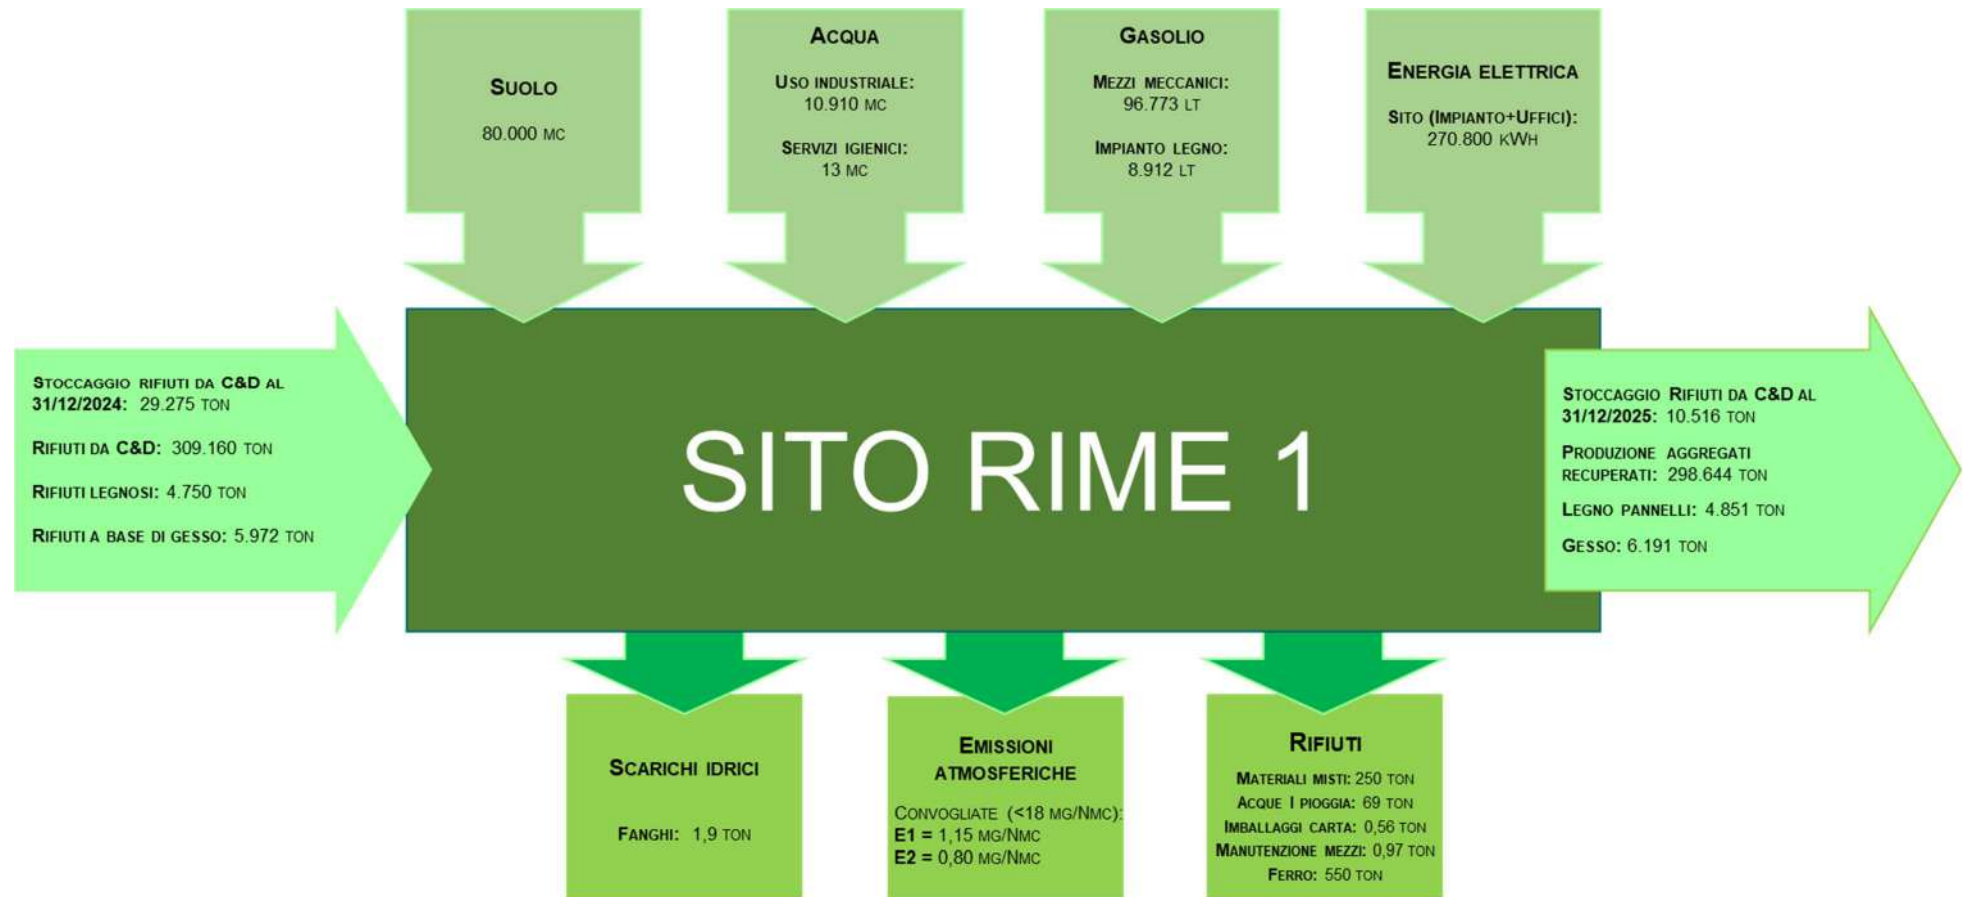 SUOLO
80.000 MC
ACQUA
USO INDUSTRIALE:
10.910 MC
SERVIZI IGIENICI:
13 MC
GASOLIO
MEZZI MECCANICI:
96.773 LT
IMPIANTO LEGNO:
8.912 LT
ENERGIA ELETTRICA
SITO (IMPIANTO+UFFICI):
270.800 KWH
STOCCAGGIO RIFIUTI DA C&D AL
31/12/2024: 29.275 TON
RIFIUTI DA C&D: 309.160 TON
RIFIUTI LEGNOSI: 4.750 TON
RIFIUTI A BASE DI GESSO: 5.972 TON
SITO RIME 1
STOCCAGGIO RIFIUTI DA C&D AL
31/12/2025: 10.516 TON
PRODUZIONE AGGREGATI
RECUPERATI: 298.644 TON
LEGNO PANNELLI: 4.851 TON
GESSO: 6.191 TON
SCARICHI IDRICI
FANGHI: 1,9 TON
EMISSIONI
ATMOSFERICHE
CONVOGLIATE (<18 MG/NMC):
E1 = 1,15 MG/NMC
E2 = 0,80 MG/NMC
RIFIUTI
MATERIALI MISTI: 250 TON
ACQUE I PIOGGIA: 69 TON
IMBALLAGGI CARTA: 0,56 TON
MANUTENZIONE MEZZI: 0,97 TON
FERRO: 550 TON